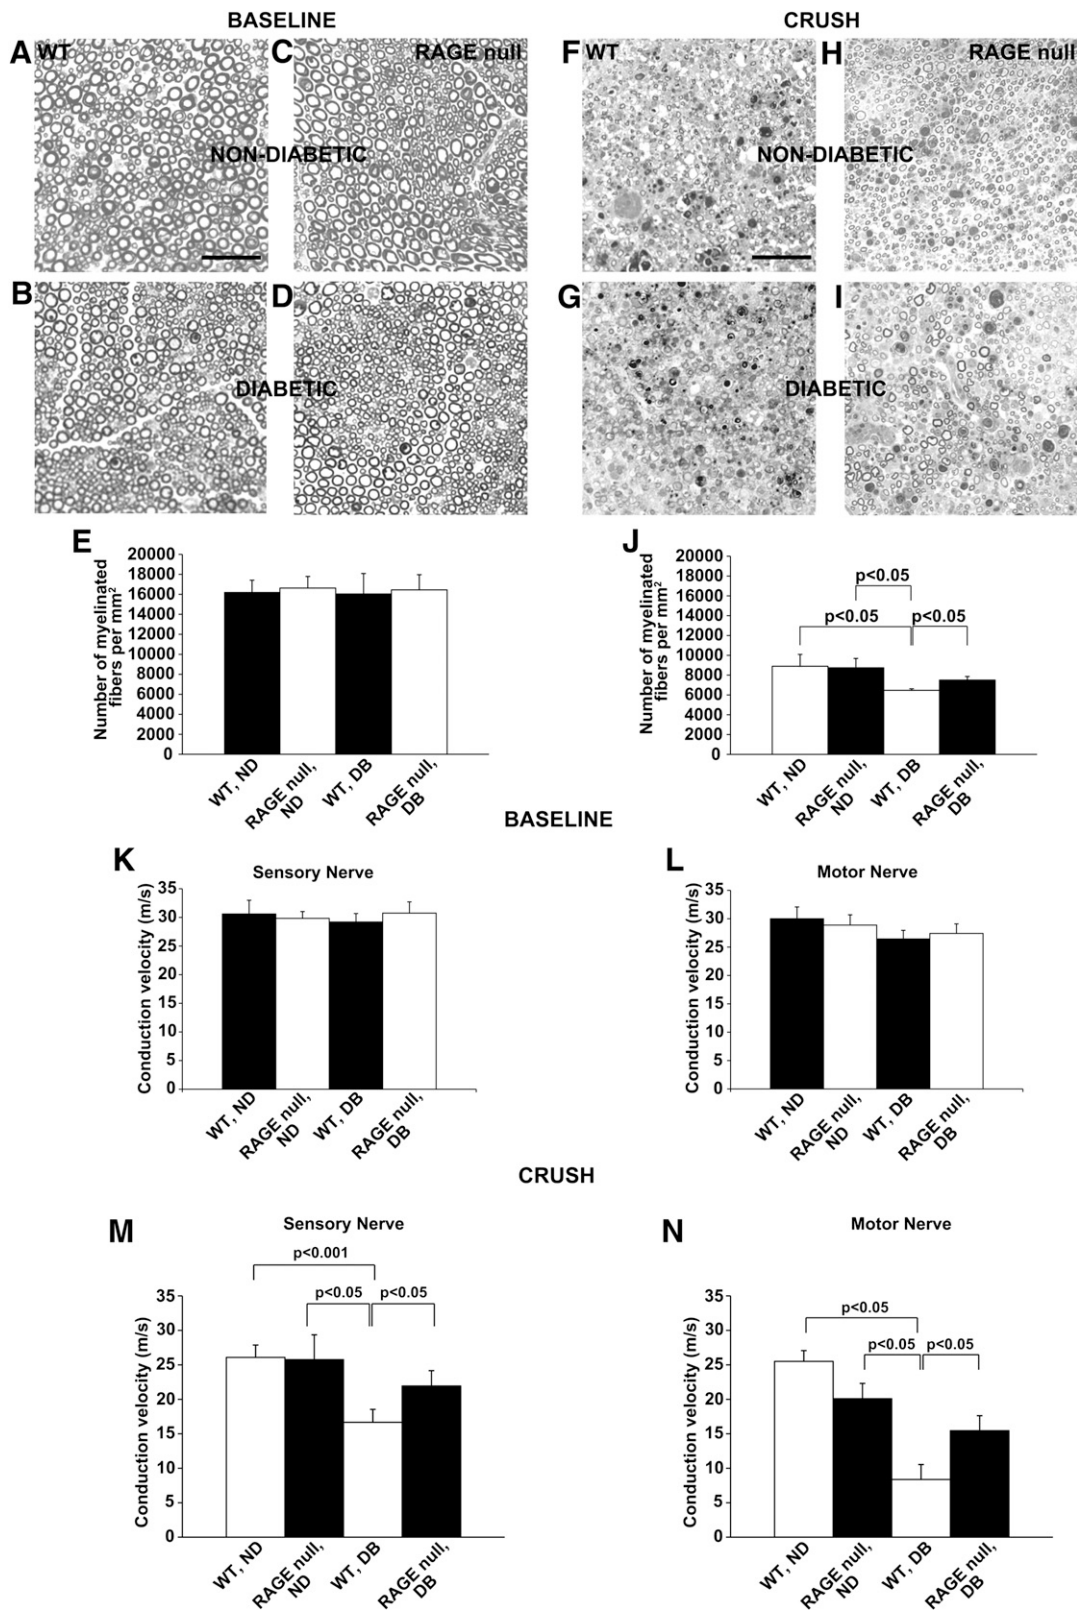 BASELINE
CRUSH
A WT
C RAGE null
F WT
H RAGE null
NON-DIABETIC
NON-DIABETIC
B
D
G
I
DIABETIC
DIABETIC
E
Number of myelinated
fibers per mm²
20000
18000
16000
14000
12000
10000
8000
6000
4000
2000
0
WT, ND
RAGE null,
ND
WT, DB
RAGE null,
DB
J
Number of myelinated
fibers per mm²
20000
18000
16000
14000
12000
10000
8000
6000
4000
2000
0
p<0.05
p<0.05
p<0.05
WT, ND
RAGE null,
ND
WT, DB
RAGE null,
DB
BASELINE
K
Sensory Nerve
Conduction velocity (m/s)
35
30
25
20
15
10
5
0
WT, ND
RAGE null,
ND
WT, DB
RAGE null,
DB
L
Motor Nerve
Conduction velocity (m/s)
35
30
25
20
15
10
5
0
WT, ND
RAGE null,
ND
WT, DB
RAGE null,
DB
CRUSH
M
Sensory Nerve
p<0.001
p<0.05
p<0.05
Conduction velocity (m/s)
35
30
25
20
15
10
5
0
WT, ND
RAGE null,
ND
WT, DB
RAGE null,
DB
N
Motor Nerve
p<0.05
p<0.05
p<0.05
Conduction velocity (m/s)
35
30
25
20
15
10
5
0
WT, ND
RAGE null,
ND
WT, DB
RAGE null,
DB